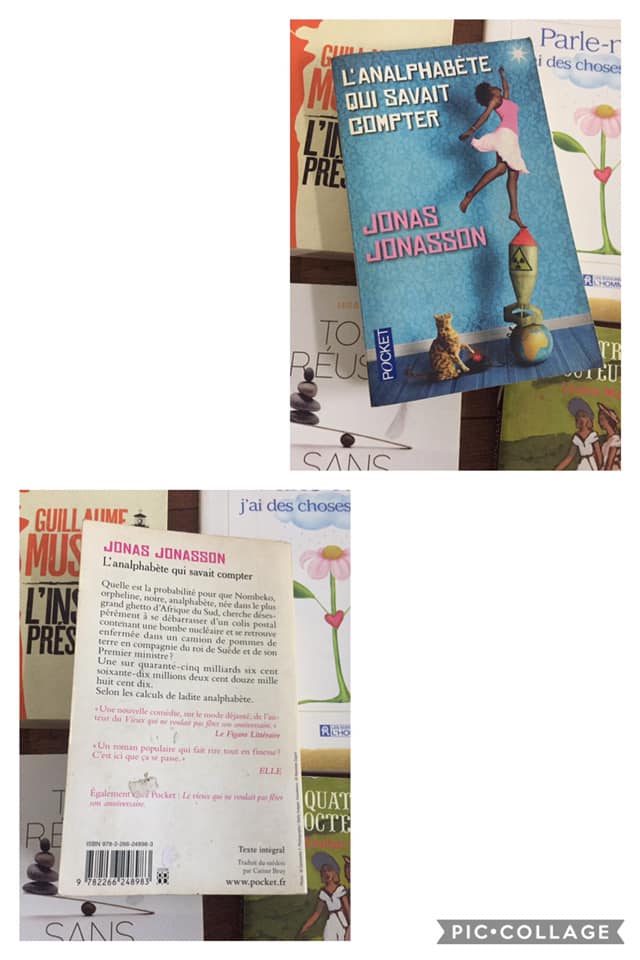 GUILLA
MUS
L'IN
PRÉS
Parle-
ai des choses
L'ANALPHABÈTE
QUI SAVAIT
COMPTER
JONAS
JONASSON
POCKET
L'HOMM
TO
RÉUS
SANS
TR
GUILLAUME
MUS
L'INS
PRÉS
j'ai des choses
JONAS JONASSON
L'analphabète qui savait compter
Quelle est la probabilité pour que Nombeko,
orpheline, noire, analphabète, née dans le plus
grand ghetto d'Afrique du Sud, cherche déses-
pérément à se débarrasser d'un colis postal
contenant une bombe nucléaire et se retrouve
enfermée dans un camion de pommes de
terre en compagnie du roi de Suède et de son
Premier ministre ?
Une sur quarante-cinq milliards six cent
soixante-dix millions deux cent douze mille
huit cent dix.
Selon les calculs de ladite analphabète.
« Une nouvelle comédie, sur le mode déjanté, de l'au-
teur du Vieux qui ne voulait pas fêter son anniversaire. »
Le Figaro Littéraire
« Un roman populaire qui fait rire tout en finesse ?
C'est ici que ça se passe. »
ELLE
Également chez Pocket : Le vieux qui ne voulait pas fêter
son anniversaire.
ISBN 978-2-266-24898-3
9 782266 248983
Texte intégral
Traduit du suédois
par Carine Bruy
www.pocket.fr
L'HOM
QUAT
OCTE
SANS
PIC•COLLAGE